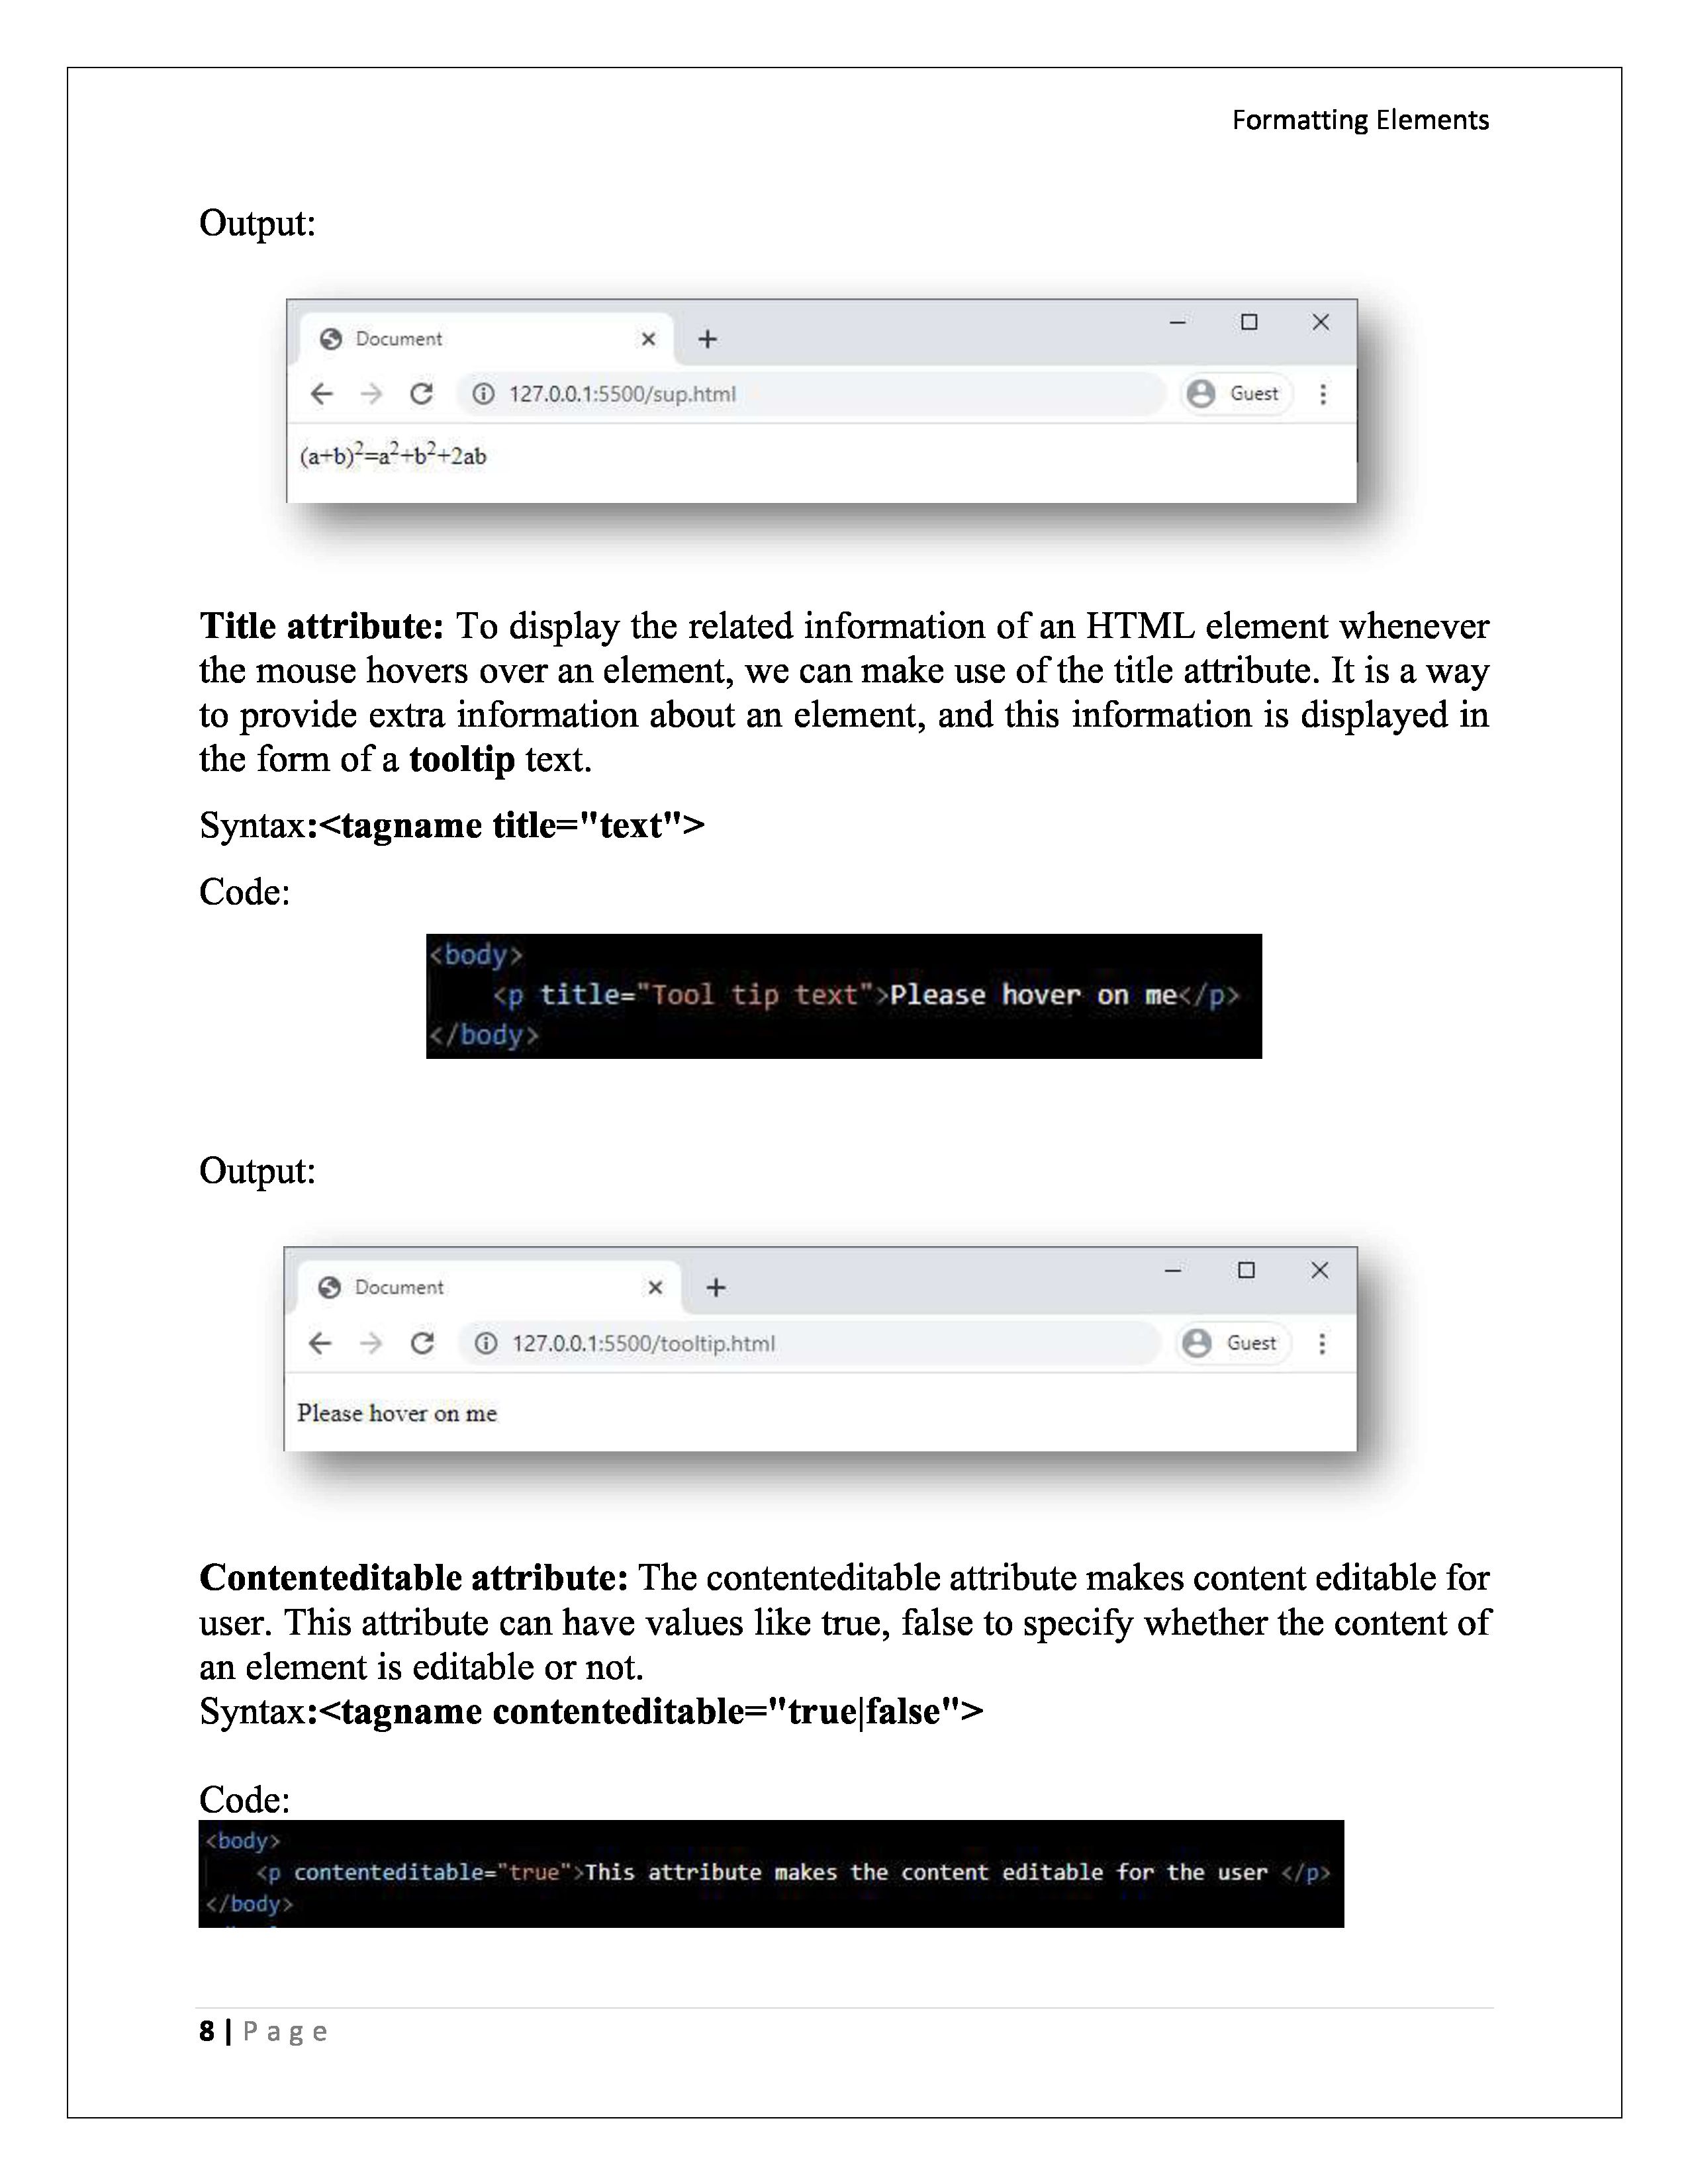 Formatting Elements
Output:
Document
127.0.0.1:5500/sup.html
Guest
(a+b)²=a²+b²+2ab
Title attribute: To display the related information of an HTML element whenever
the mouse hovers over an element, we can make use of the title attribute. It is a way
to provide extra information about an element, and this information is displayed in
the form of a tooltip text.
Syntax:<tagname title="text">
Code:
<body>
<p title="Tool tip text">Please hover on me</p>
</body>
Output:
Document
127.0.0.1:5500/tooltip.html
Guest
Please hover on me
Contenteditable attribute: The contenteditable attribute makes content editable for
user. This attribute can have values like true, false to specify whether the content of
an element is editable or not.
Syntax:<tagname contenteditable="true|false">
Code:
<body>
<p contenteditable="true">This attribute makes the content editable for the user </p>
</body>
8 | Page